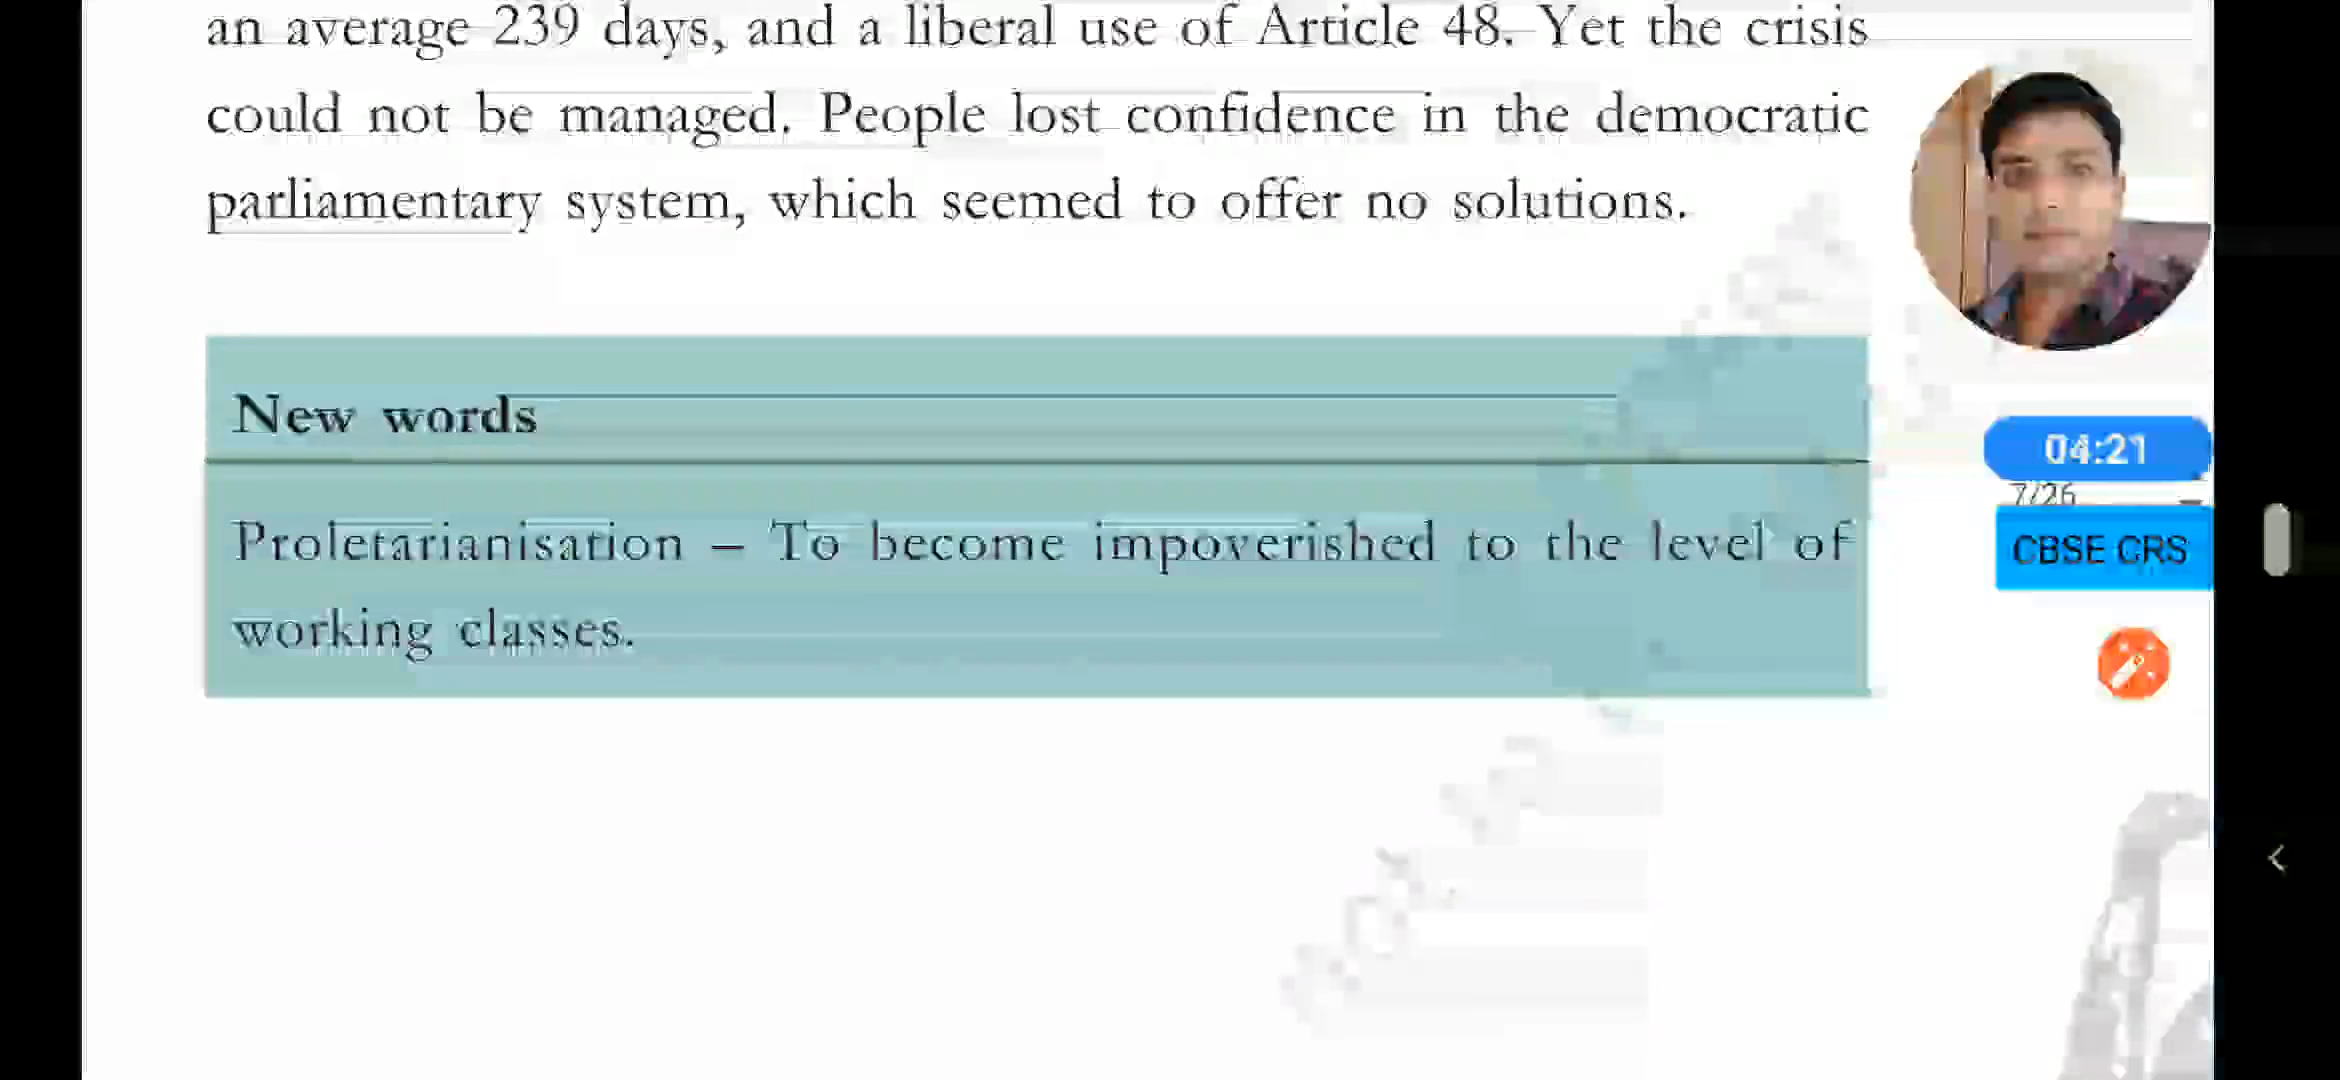 an average 239 days, and a liberal use of Article 48. Yet the crisis
could not be managed. People lost confidence in the democratic
parliamentary system, which seemed to offer no solutions.
New words
Proletarianisation – To become impoverished to the level of
working classes.
04:21
7/26
CBSE CRS